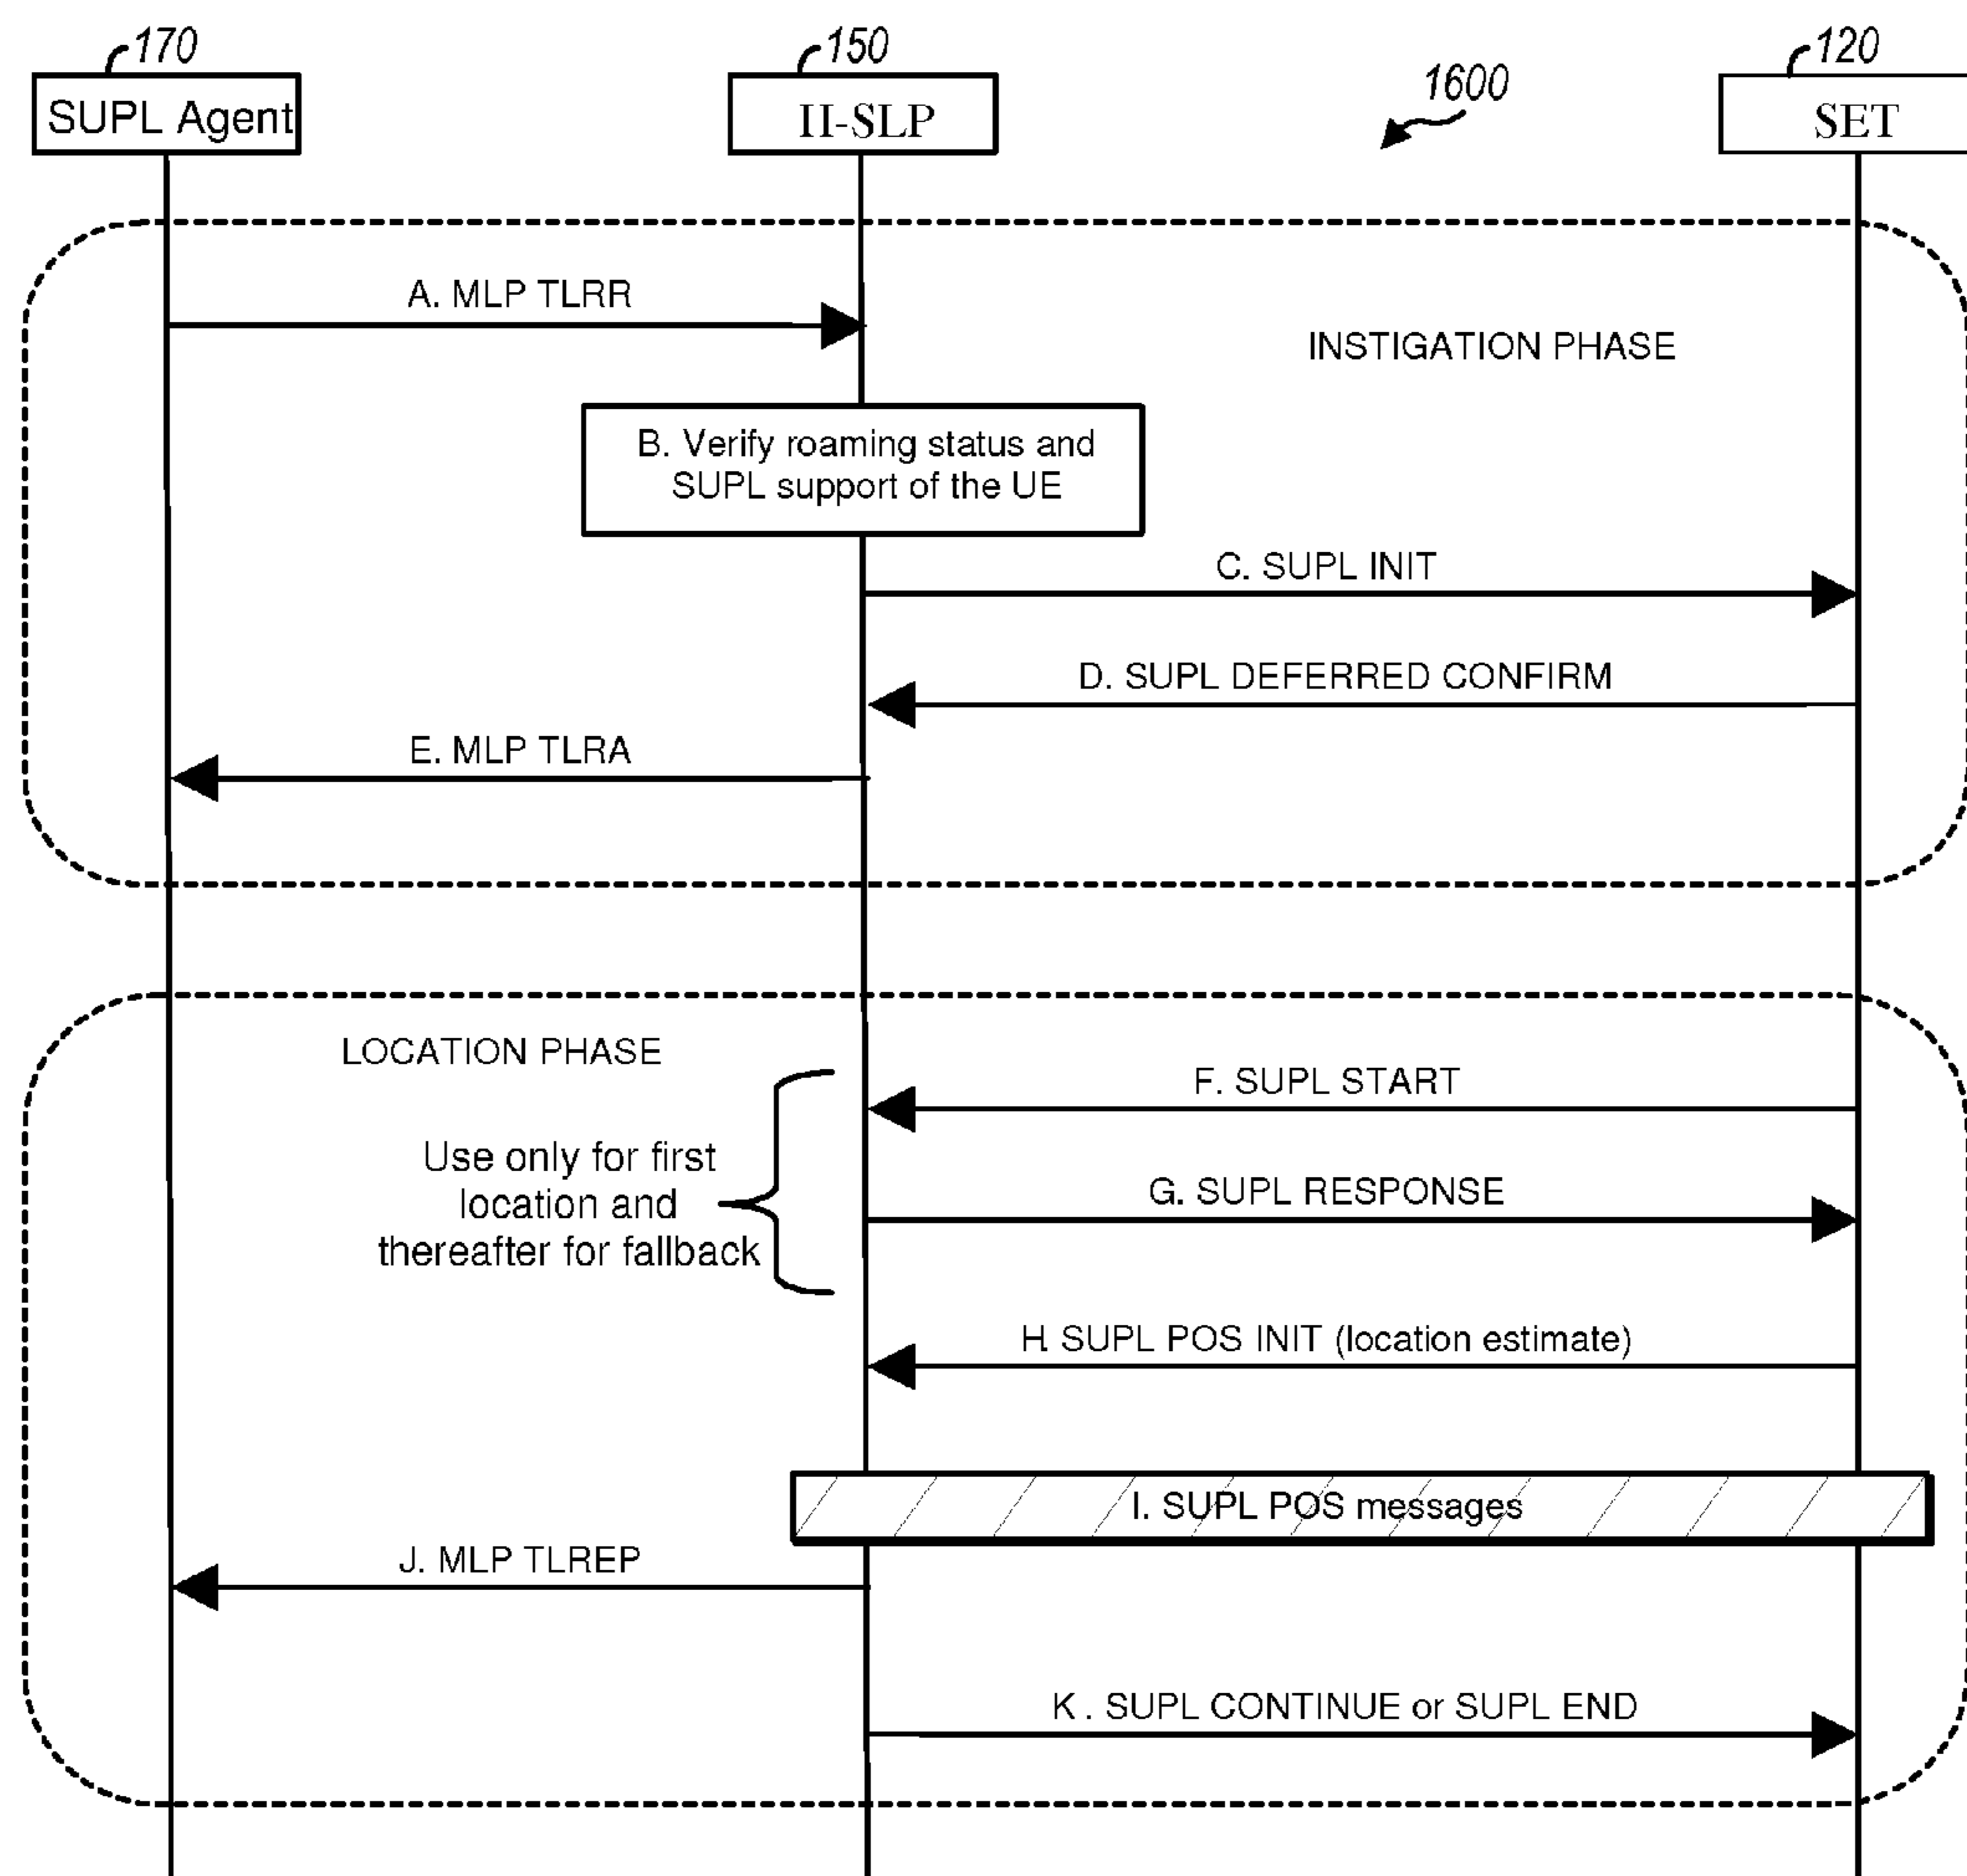 170
150
1600
120
SUPL Agent
II-SLP
SET
A. MLP TLRR
INSTIGATION PHASE
B. Verify roaming status and
SUPL support of the UE
C. SUPL INIT
D. SUPL DEFERRED CONFIRM
E. MLP TLRA
LOCATION PHASE
F. SUPL START
Use only for first
location and
thereafter for fallback
G. SUPL RESPONSE
H. SUPL POS INIT (location estimate)
I. SUPL POS messages
J. MLP TLREP
K . SUPL CONTINUE or SUPL END